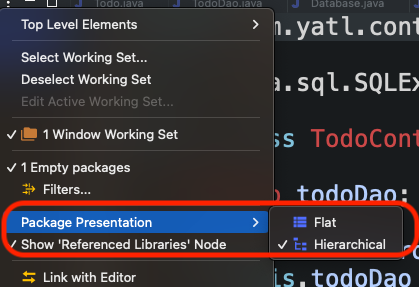 Todo.java
TodoDao.java
Database.java
Top Level Elements
m.yatl.cont
Select Working Set...
Deselect Working Set
a.sql.SQLEx
Edit Active Working Set...
1 Window Working Set
ss TodoCont
1 Empty packages
Filters...
todoDao;
Package Presentation
Flat
Show 'Referenced Libraries' Node
Hierarchical
Link with Editor
is.todoDao